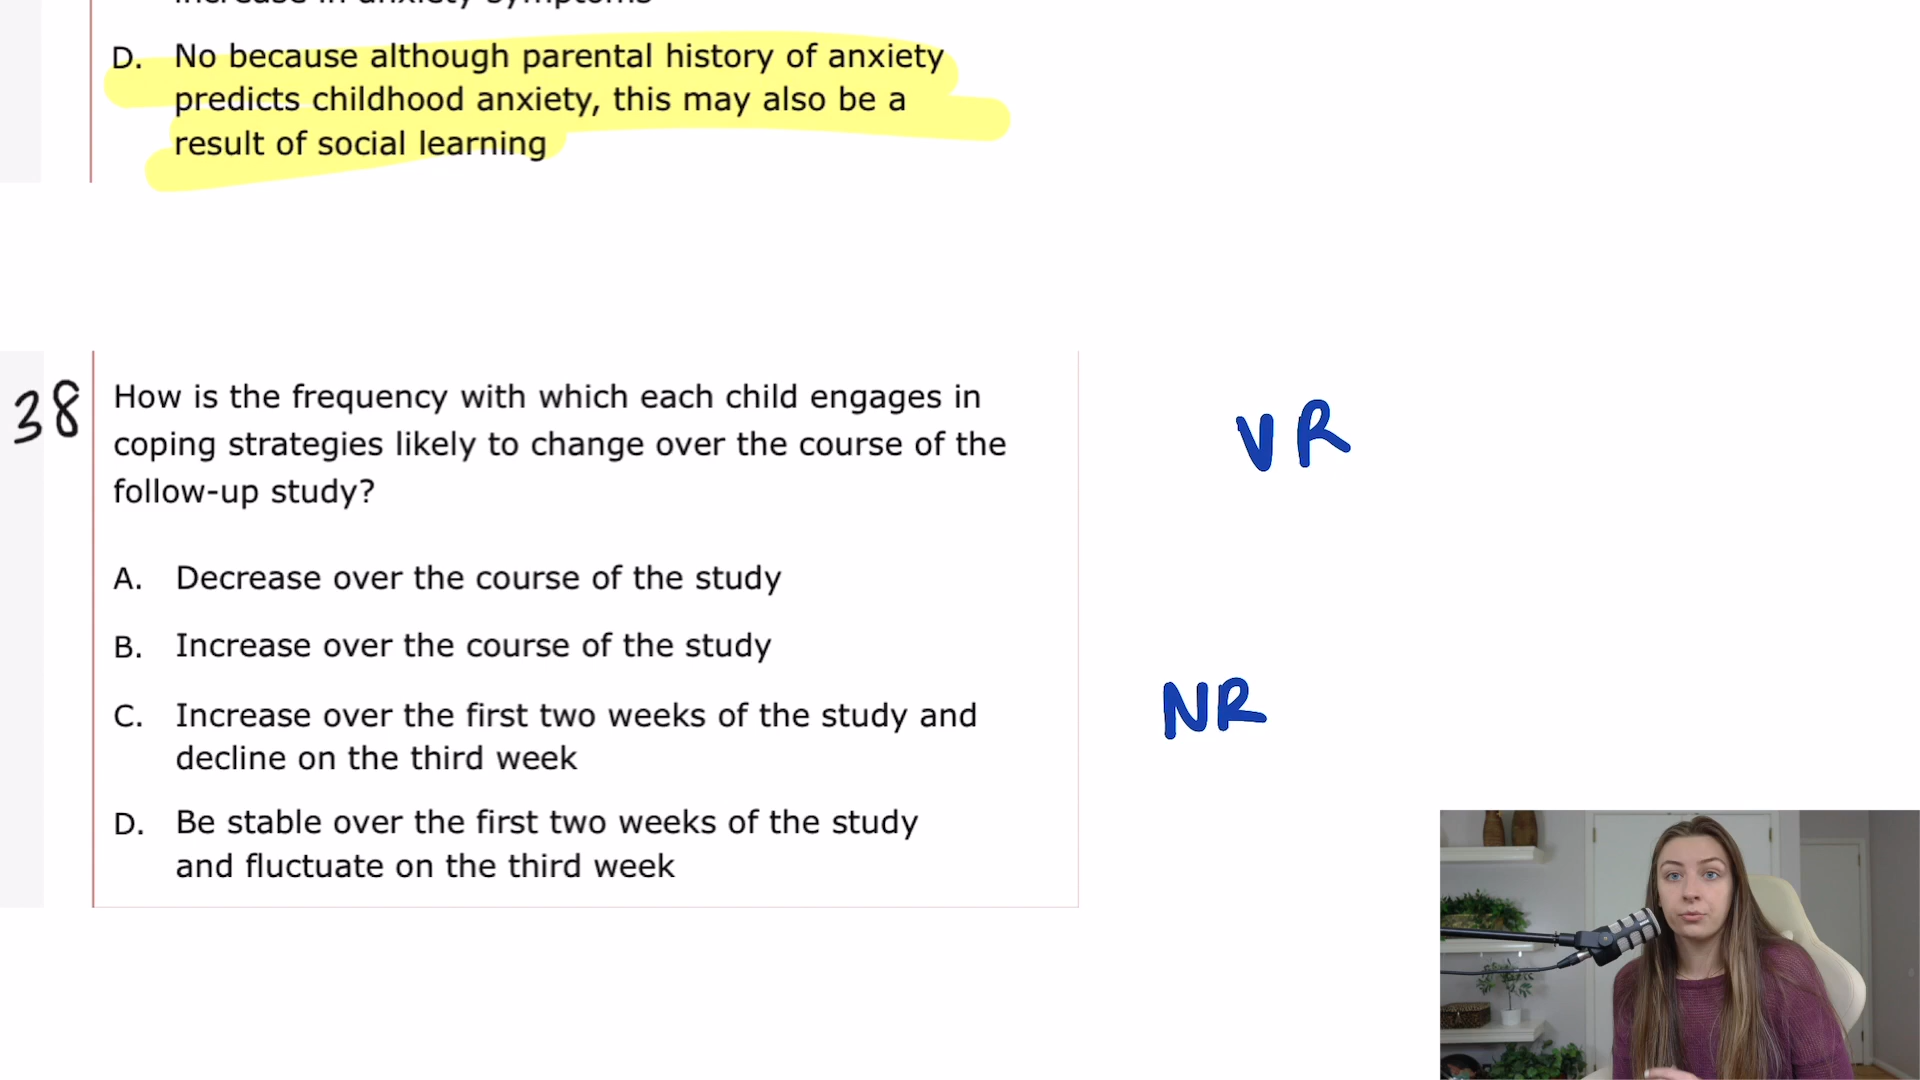 D. No because although parental history of anxiety
predicts childhood anxiety, this may also be a
result of social learning
38
How is the frequency with which each child engages in
coping strategies likely to change over the course of the
follow-up study?
A. Decrease over the course of the study
B. Increase over the course of the study
C. Increase over the first two weeks of the study and
decline on the third week
D. Be stable over the first two weeks of the study
and fluctuate on the third week
VR
NR